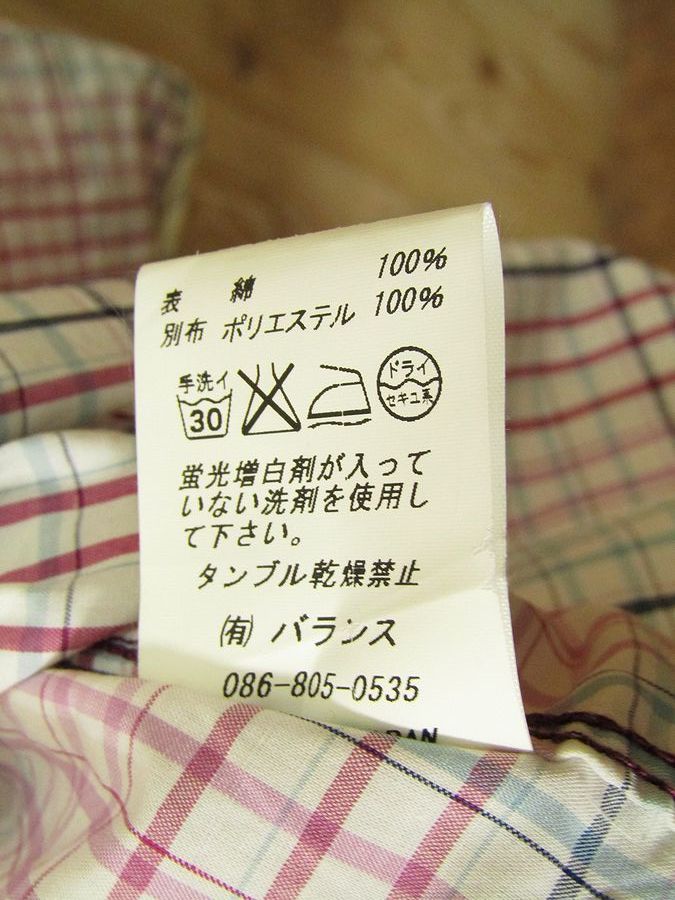 表 綿 100%
別布 ポリエステル 100%
手洗イ 30 ドライ セキユ系
蛍光増白剤が入って
いない洗剤を使用し
て下さい。
タンブル乾燥禁止
㈲ バランス
086-805-0535